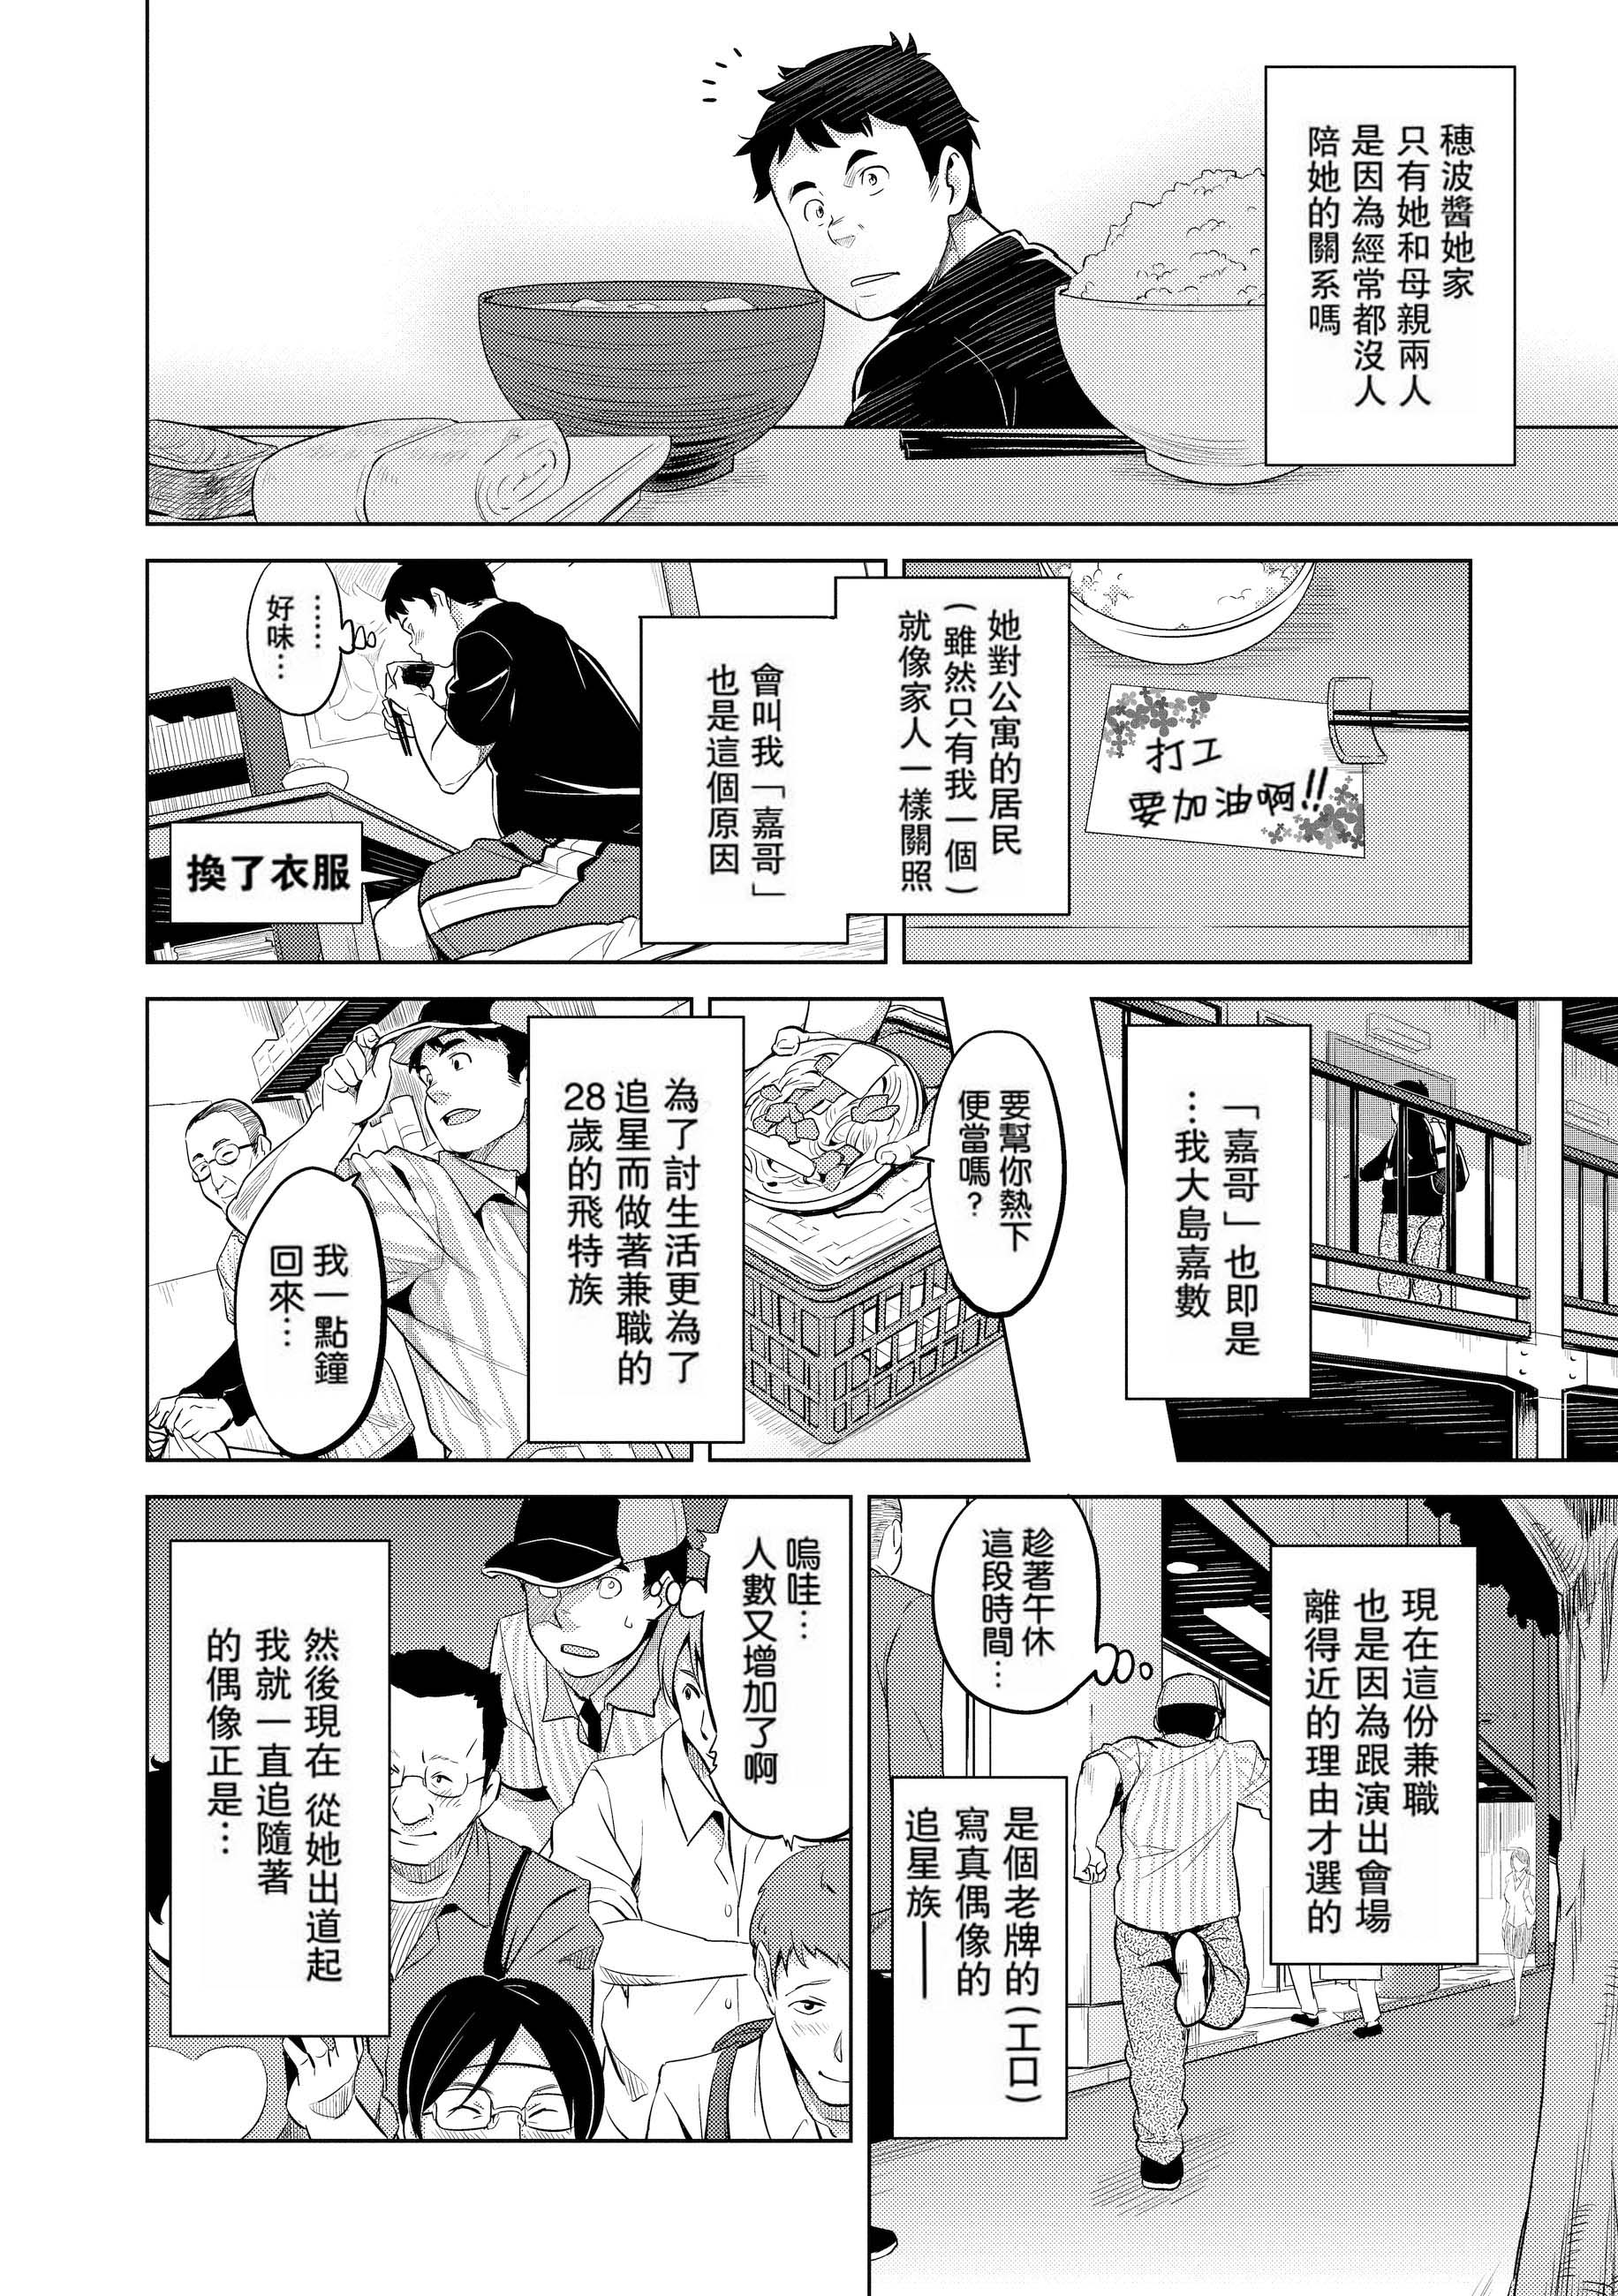 穗波醬她家
只有她和母親兩人
是因為經常都沒人
陪她的關系嗎
打工
要加油啊!!
她對公寓的居民
(雖然只有我一個)
就像家人一樣關照
會叫我「嘉哥」
也是這個原因
……
好味…
換了衣服
「嘉哥」也即是
…我大島嘉數
要幫你熱下
便當嗎？
為了討生活更為了
追星而做著兼職的
28歲的飛特族
我一點鐘
回來…
現在這份兼職
也是因為跟演出會場
離得近的理由才選的
趁著午休
這段時間…
是個老牌的(工口)
寫真偶像的
追星族——
嗚哇…
人數又增加了啊
然後現在 從她出道起
我就一直追隨著
的偶像正是…